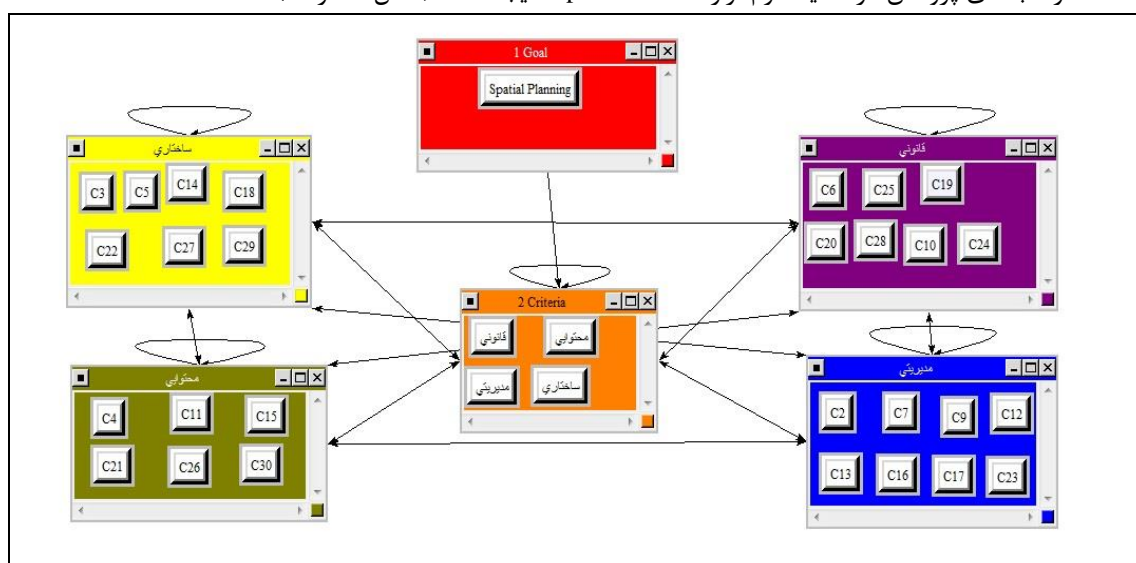 1 Goal
Spatial Planning
ساختاري
C3
C5
C14
C18
C22
C27
C29
قانوني
C6
C25
C19
C20
C28
C10
C24
2 Criteria
قانوني
محتوايي
مديريتي
ساختاري
محتوايي
C4
C11
C15
C21
C26
C30
مديريتي
C2
C7
C9
C12
C13
C16
C17
C23